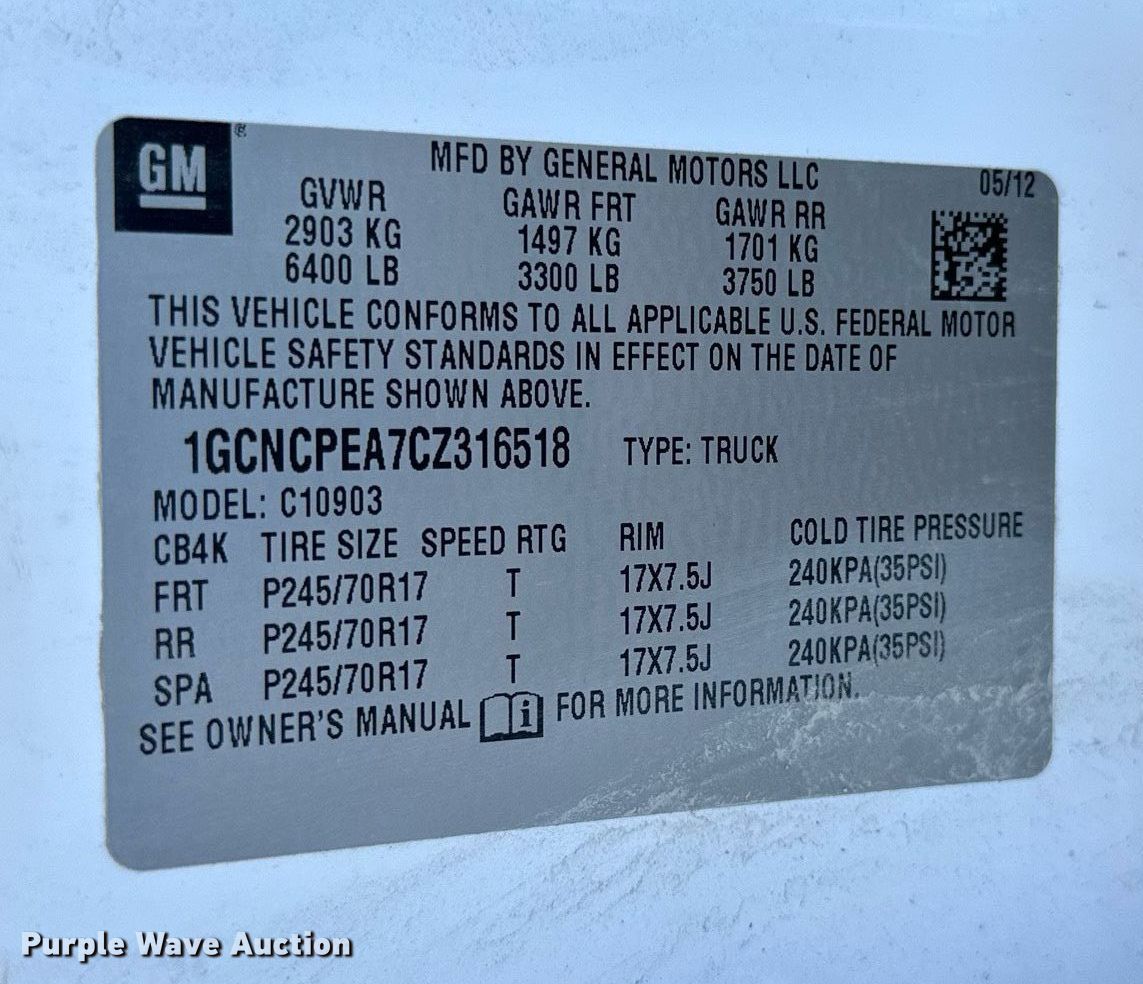 GM
MFD BY GENERAL MOTORS LLC
05/12
GVWR GAWR FRT GAWR RR
2903 KG 1497 KG 1701 KG
6400 LB 3300 LB 3750 LB
THIS VEHICLE CONFORMS TO ALL APPLICABLE U.S. FEDERAL MOTOR
VEHICLE SAFETY STANDARDS IN EFFECT ON THE DATE OF
MANUFACTURE SHOWN ABOVE.
1GCNCPEA7CZ316518 TYPE: TRUCK
MODEL: C10903
CB4K TIRE SIZE SPEED RTG RIM COLD TIRE PRESSURE
FRT P245/70R17 T 17X7.5J 240KPA(35PSI)
RR P245/70R17 T 17X7.5J 240KPA(35PSI)
SPA P245/70R17 T 17X7.5J 240KPA(35PSI)
SEE OWNER'S MANUAL i FOR MORE INFORMATION.
Purple Wave Auction